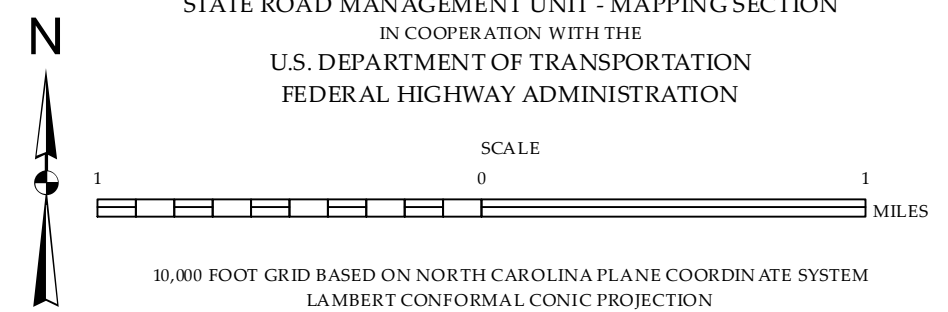 STATE ROAD MANAGEMENT UNIT - MAPPING SECTION
IN COOPERATION WITH THE
U.S. DEPARTMENT OF TRANSPORTATION
FEDERAL HIGHWAY ADMINISTRATION
N
SCALE
1 0 1
MILES
10,000 FOOT GRID BASED ON NORTH CAROLINA PLANE COORDINATE SYSTEM
LAMBERT CONFORMAL CONIC PROJECTION